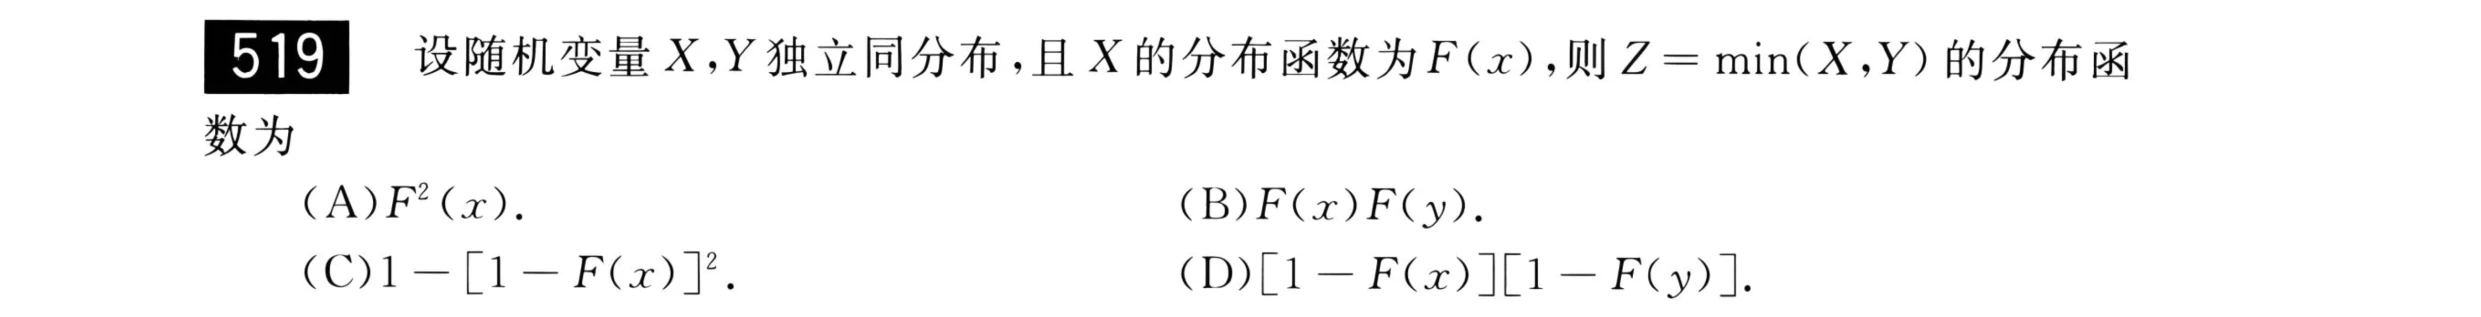 519 设随机变量 X,Y 独立同分布,且 X 的分布函数为 F(x),则 Z = min(X,Y) 的分布函
数为
(A)F²(x). (B)F(x)F(y).
(C)1－[1－F(x)]². (D)[1－F(x)][1－F(y)].